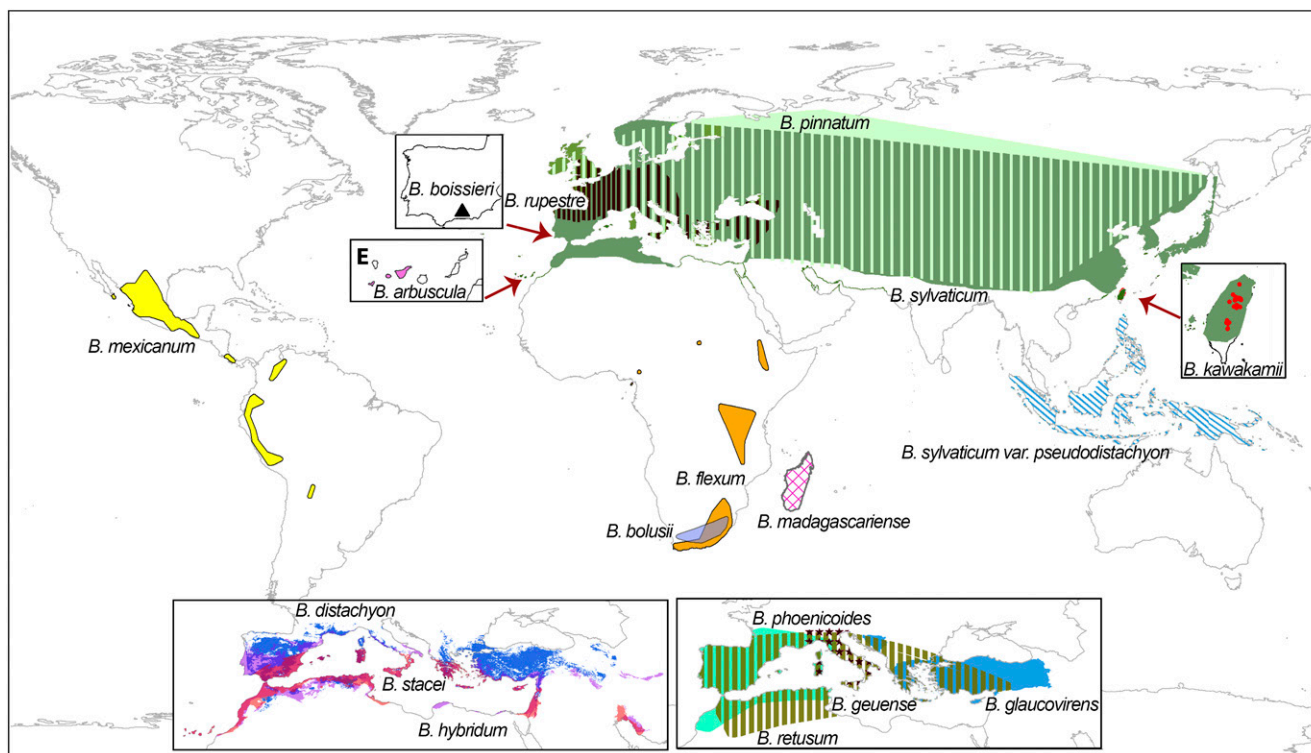 B. pinnatum
B. boissieri
B. rupestre
E
B. arbuscula
B. sylvaticum
B. mexicanum
B. kawakamii
B. sylvaticum var. pseudodistachyon
B. flexum
B. madagascariense
B. bolusii
B. distachyon
B. stacei
B. hybridum
B. phoenicoides
B. geuense
B. glaucovirens
B. retusum